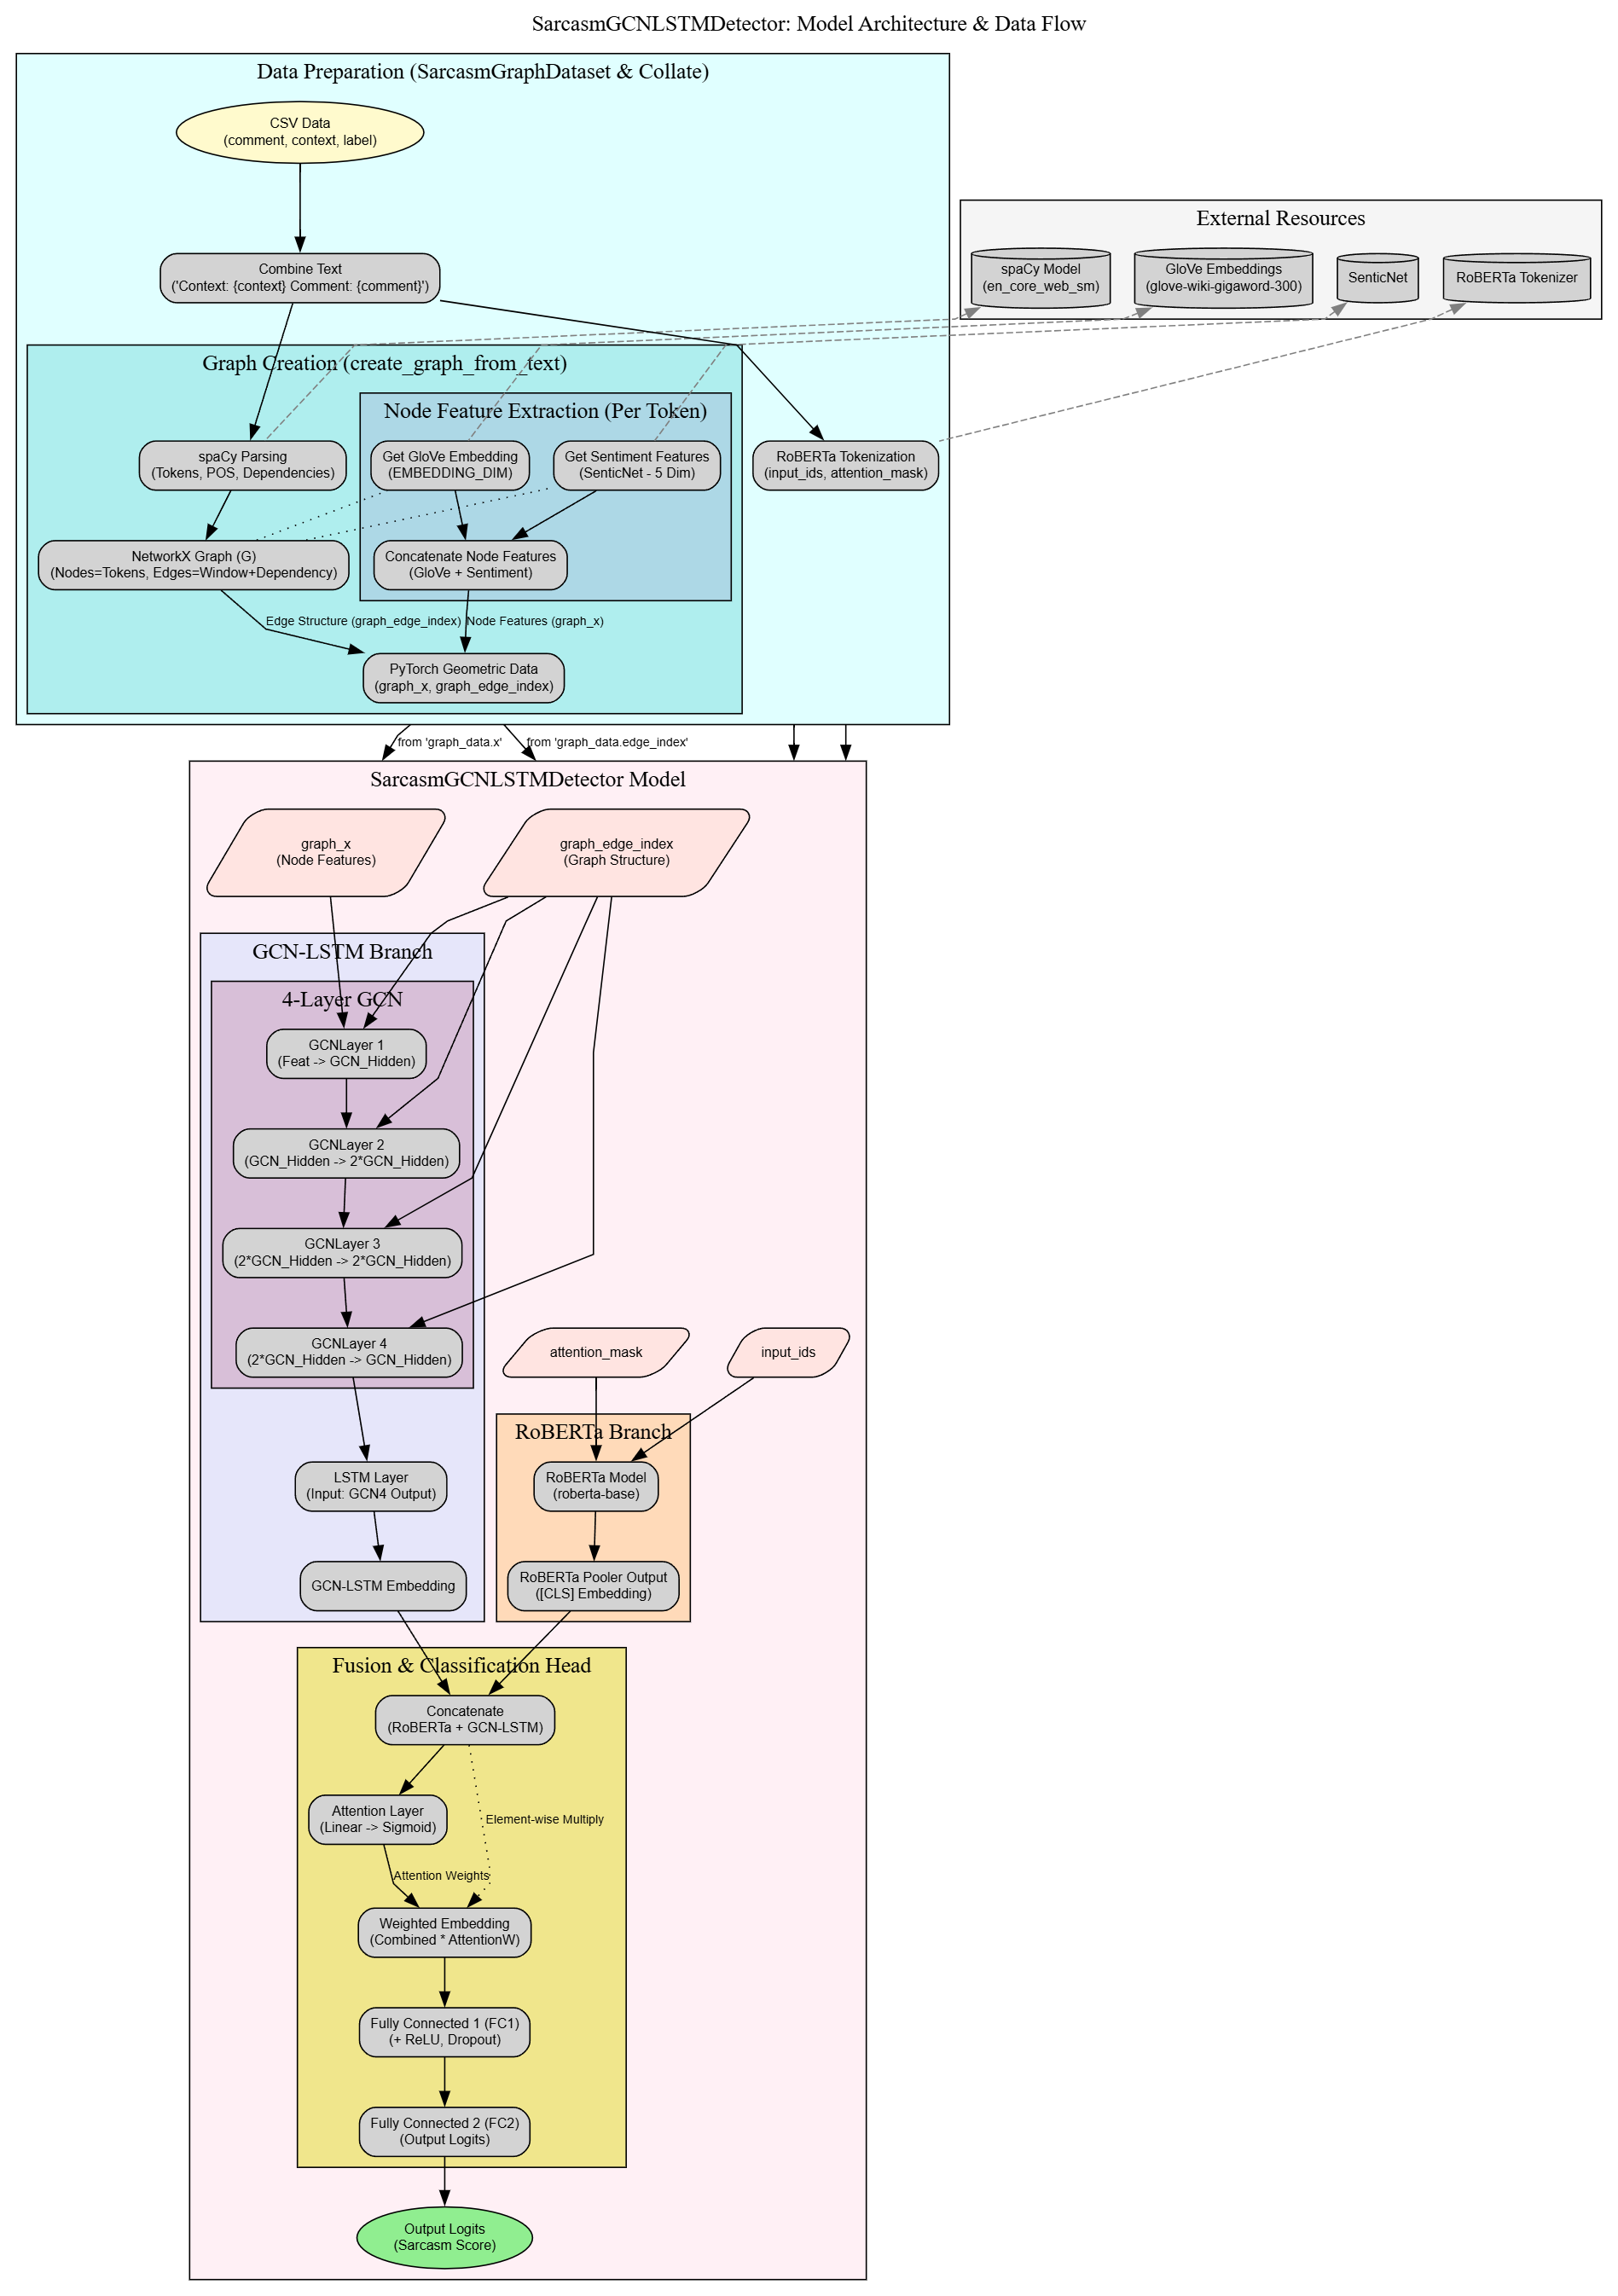 SarcasmGCNLSTMDetector: Model Architecture & Data Flow
Data Preparation (SarcasmGraphDataset & Collate)
CSV Data
(comment, context, label)
Combine Text
('Context: {context} Comment: {comment}')
External Resources
spaCy Model
(en_core_web_sm)
GloVe Embeddings
(glove-wiki-gigaword-300)
SenticNet
RoBERTa Tokenizer
Graph Creation (create_graph_from_text)
Node Feature Extraction (Per Token)
spaCy Parsing
(Tokens, POS, Dependencies)
Get GloVe Embedding
(EMBEDDING_DIM)
Get Sentiment Features
(SenticNet - 5 Dim)
RoBERTa Tokenization
(input_ids, attention_mask)
NetworkX Graph (G)
(Nodes=Tokens, Edges=Window+Dependency)
Concatenate Node Features
(GloVe + Sentiment)
Edge Structure (graph_edge_index)
Node Features (graph_x)
PyTorch Geometric Data
(graph_x, graph_edge_index)
from 'graph_data.x'
from 'graph_data.edge_index'
SarcasmGCNLSTMDetector Model
graph_x
(Node Features)
graph_edge_index
(Graph Structure)
GCN-LSTM Branch
4-Layer GCN
GCNLayer 1
(Feat -> GCN_Hidden)
GCNLayer 2
(GCN_Hidden -> 2*GCN_Hidden)
GCNLayer 3
(2*GCN_Hidden -> 2*GCN_Hidden)
GCNLayer 4
(2*GCN_Hidden -> GCN_Hidden)
attention_mask
input_ids
RoBERTa Branch
LSTM Layer
(Input: GCN4 Output)
RoBERTa Model
(roberta-base)
GCN-LSTM Embedding
RoBERTa Pooler Output
([CLS] Embedding)
Fusion & Classification Head
Concatenate
(RoBERTa + GCN-LSTM)
Attention Layer
(Linear -> Sigmoid)
Element-wise Multiply
Attention Weights
Weighted Embedding
(Combined * AttentionW)
Fully Connected 1 (FC1)
(+ ReLU, Dropout)
Fully Connected 2 (FC2)
(Output Logits)
Output Logits
(Sarcasm Score)